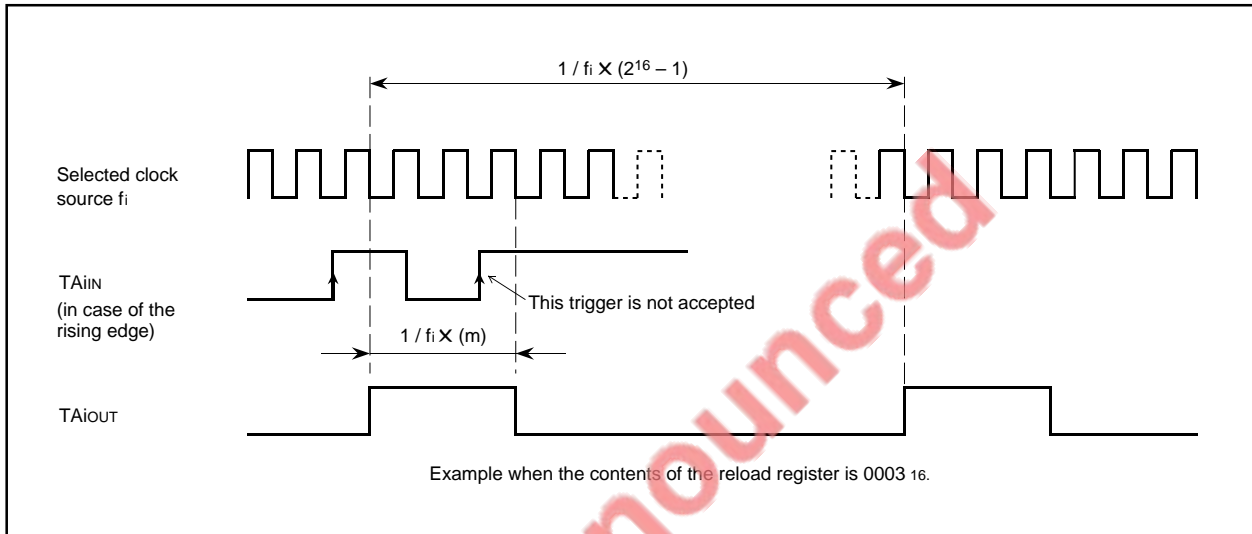 1 / fi X (2¹⁶ – 1)
Selected clock
source fi
TAiIN
(in case of the
rising edge)
This trigger is not accepted
1 / fi X (m)
TAiOUT
Example when the contents of the reload register is 0003 16.
nounced